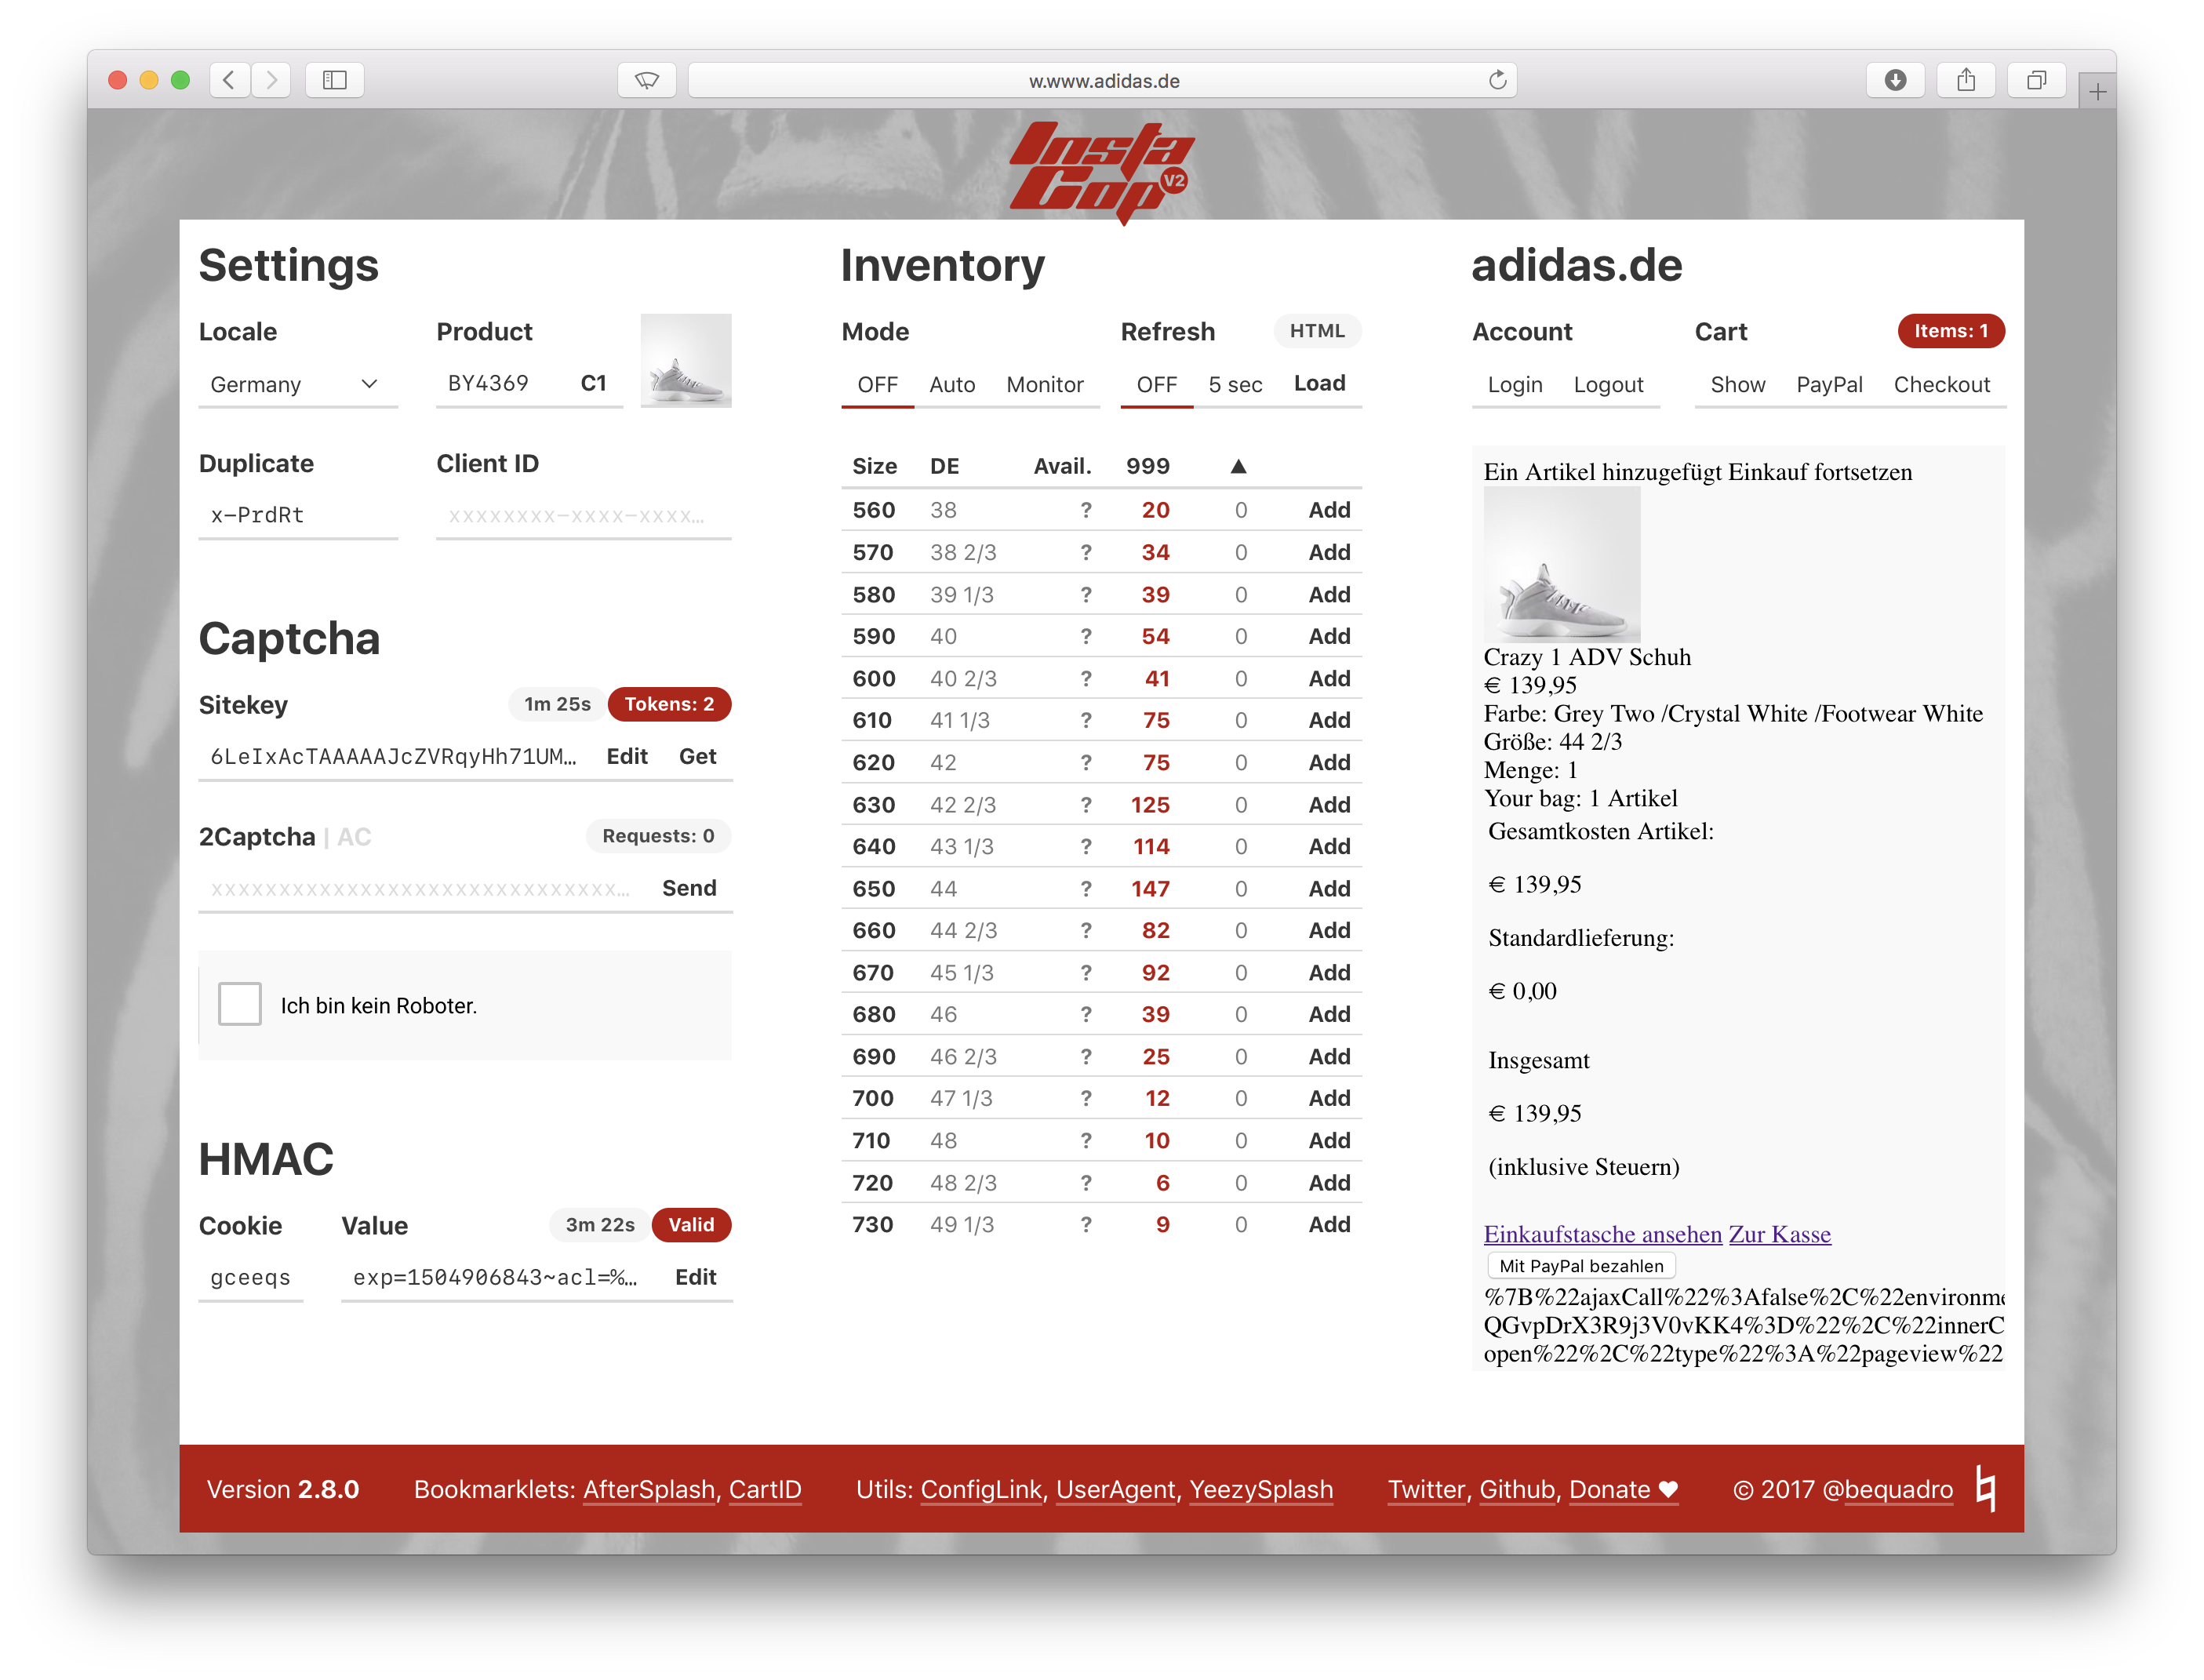 w.www.adidas.de
Insta
Cop V2
Settings
Locale
Product
Germany
BY4369 C1
Duplicate
Client ID
x-PrdRt
xxxxxxxx-xxxx-xxxx…
Captcha
Sitekey 1m 25s Tokens: 2
6LeIxAcTAAAAAJcZVRqyHh71UM… Edit Get
2Captcha | AC Requests: 0
xxxxxxxxxxxxxxxxxxxxxxxxxxxxxx… Send
Ich bin kein Roboter.
HMAC
Cookie Value 3m 22s Valid
gceeqs exp=1504906843~acl=%… Edit
Inventory
Mode Refresh HTML
OFF Auto Monitor OFF 5 sec Load
Size DE Avail. 999 ▲
560 38 ? 20 0 Add
570 38 2/3 ? 34 0 Add
580 39 1/3 ? 39 0 Add
590 40 ? 54 0 Add
600 40 2/3 ? 41 0 Add
610 41 1/3 ? 75 0 Add
620 42 ? 75 0 Add
630 42 2/3 ? 125 0 Add
640 43 1/3 ? 114 0 Add
650 44 ? 147 0 Add
660 44 2/3 ? 82 0 Add
670 45 1/3 ? 92 0 Add
680 46 ? 39 0 Add
690 46 2/3 ? 25 0 Add
700 47 1/3 ? 12 0 Add
710 48 ? 10 0 Add
720 48 2/3 ? 6 0 Add
730 49 1/3 ? 9 0 Add
adidas.de
Account Cart Items: 1
Login Logout Show PayPal Checkout
Ein Artikel hinzugefügt Einkauf fortsetzen
Crazy 1 ADV Schuh
€ 139,95
Farbe: Grey Two /Crystal White /Footwear White
Größe: 44 2/3
Menge: 1
Your bag: 1 Artikel
Gesamtkosten Artikel:
€ 139,95
Standardlieferung:
€ 0,00
Insgesamt
€ 139,95
(inklusive Steuern)
Einkaufstasche ansehen Zur Kasse
Mit PayPal bezahlen
%7B%22ajaxCall%22%3Afalse%2C%22environme
QGvpDrX3R9j3V0vKK4%3D%22%2C%22innerC
open%22%2C%22type%22%3A%22pageview%22
Version 2.8.0 Bookmarklets: AfterSplash, CartID Utils: ConfigLink, UserAgent, YeezySplash Twitter, Github, Donate ♥ © 2017 @bequadro